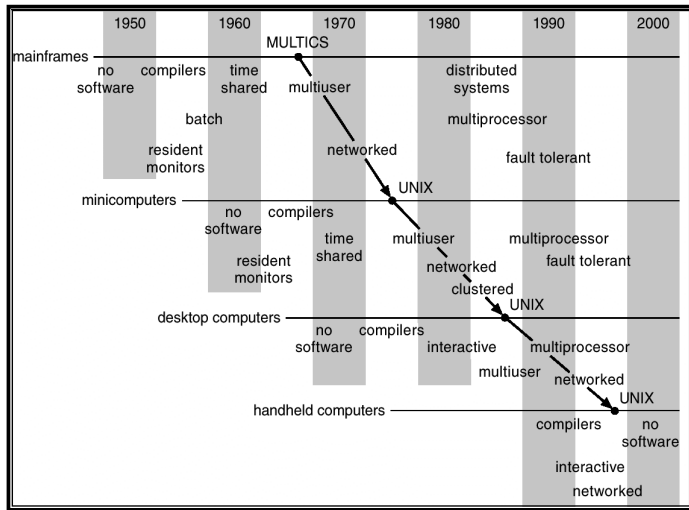 1950 1960 1970 1980 1990 2000
MULTICS
mainframes
no compilers time distributed
software shared multiuser systems
batch multiprocessor
resident networked fault tolerant
monitors
UNIX
minicomputers
no compilers
software
time multiuser multiprocessor
shared
resident networked fault tolerant
monitors
clustered
UNIX
desktop computers
no compilers
software interactive multiprocessor
multiuser networked
UNIX
handheld computers
compilers no
software
interactive
networked